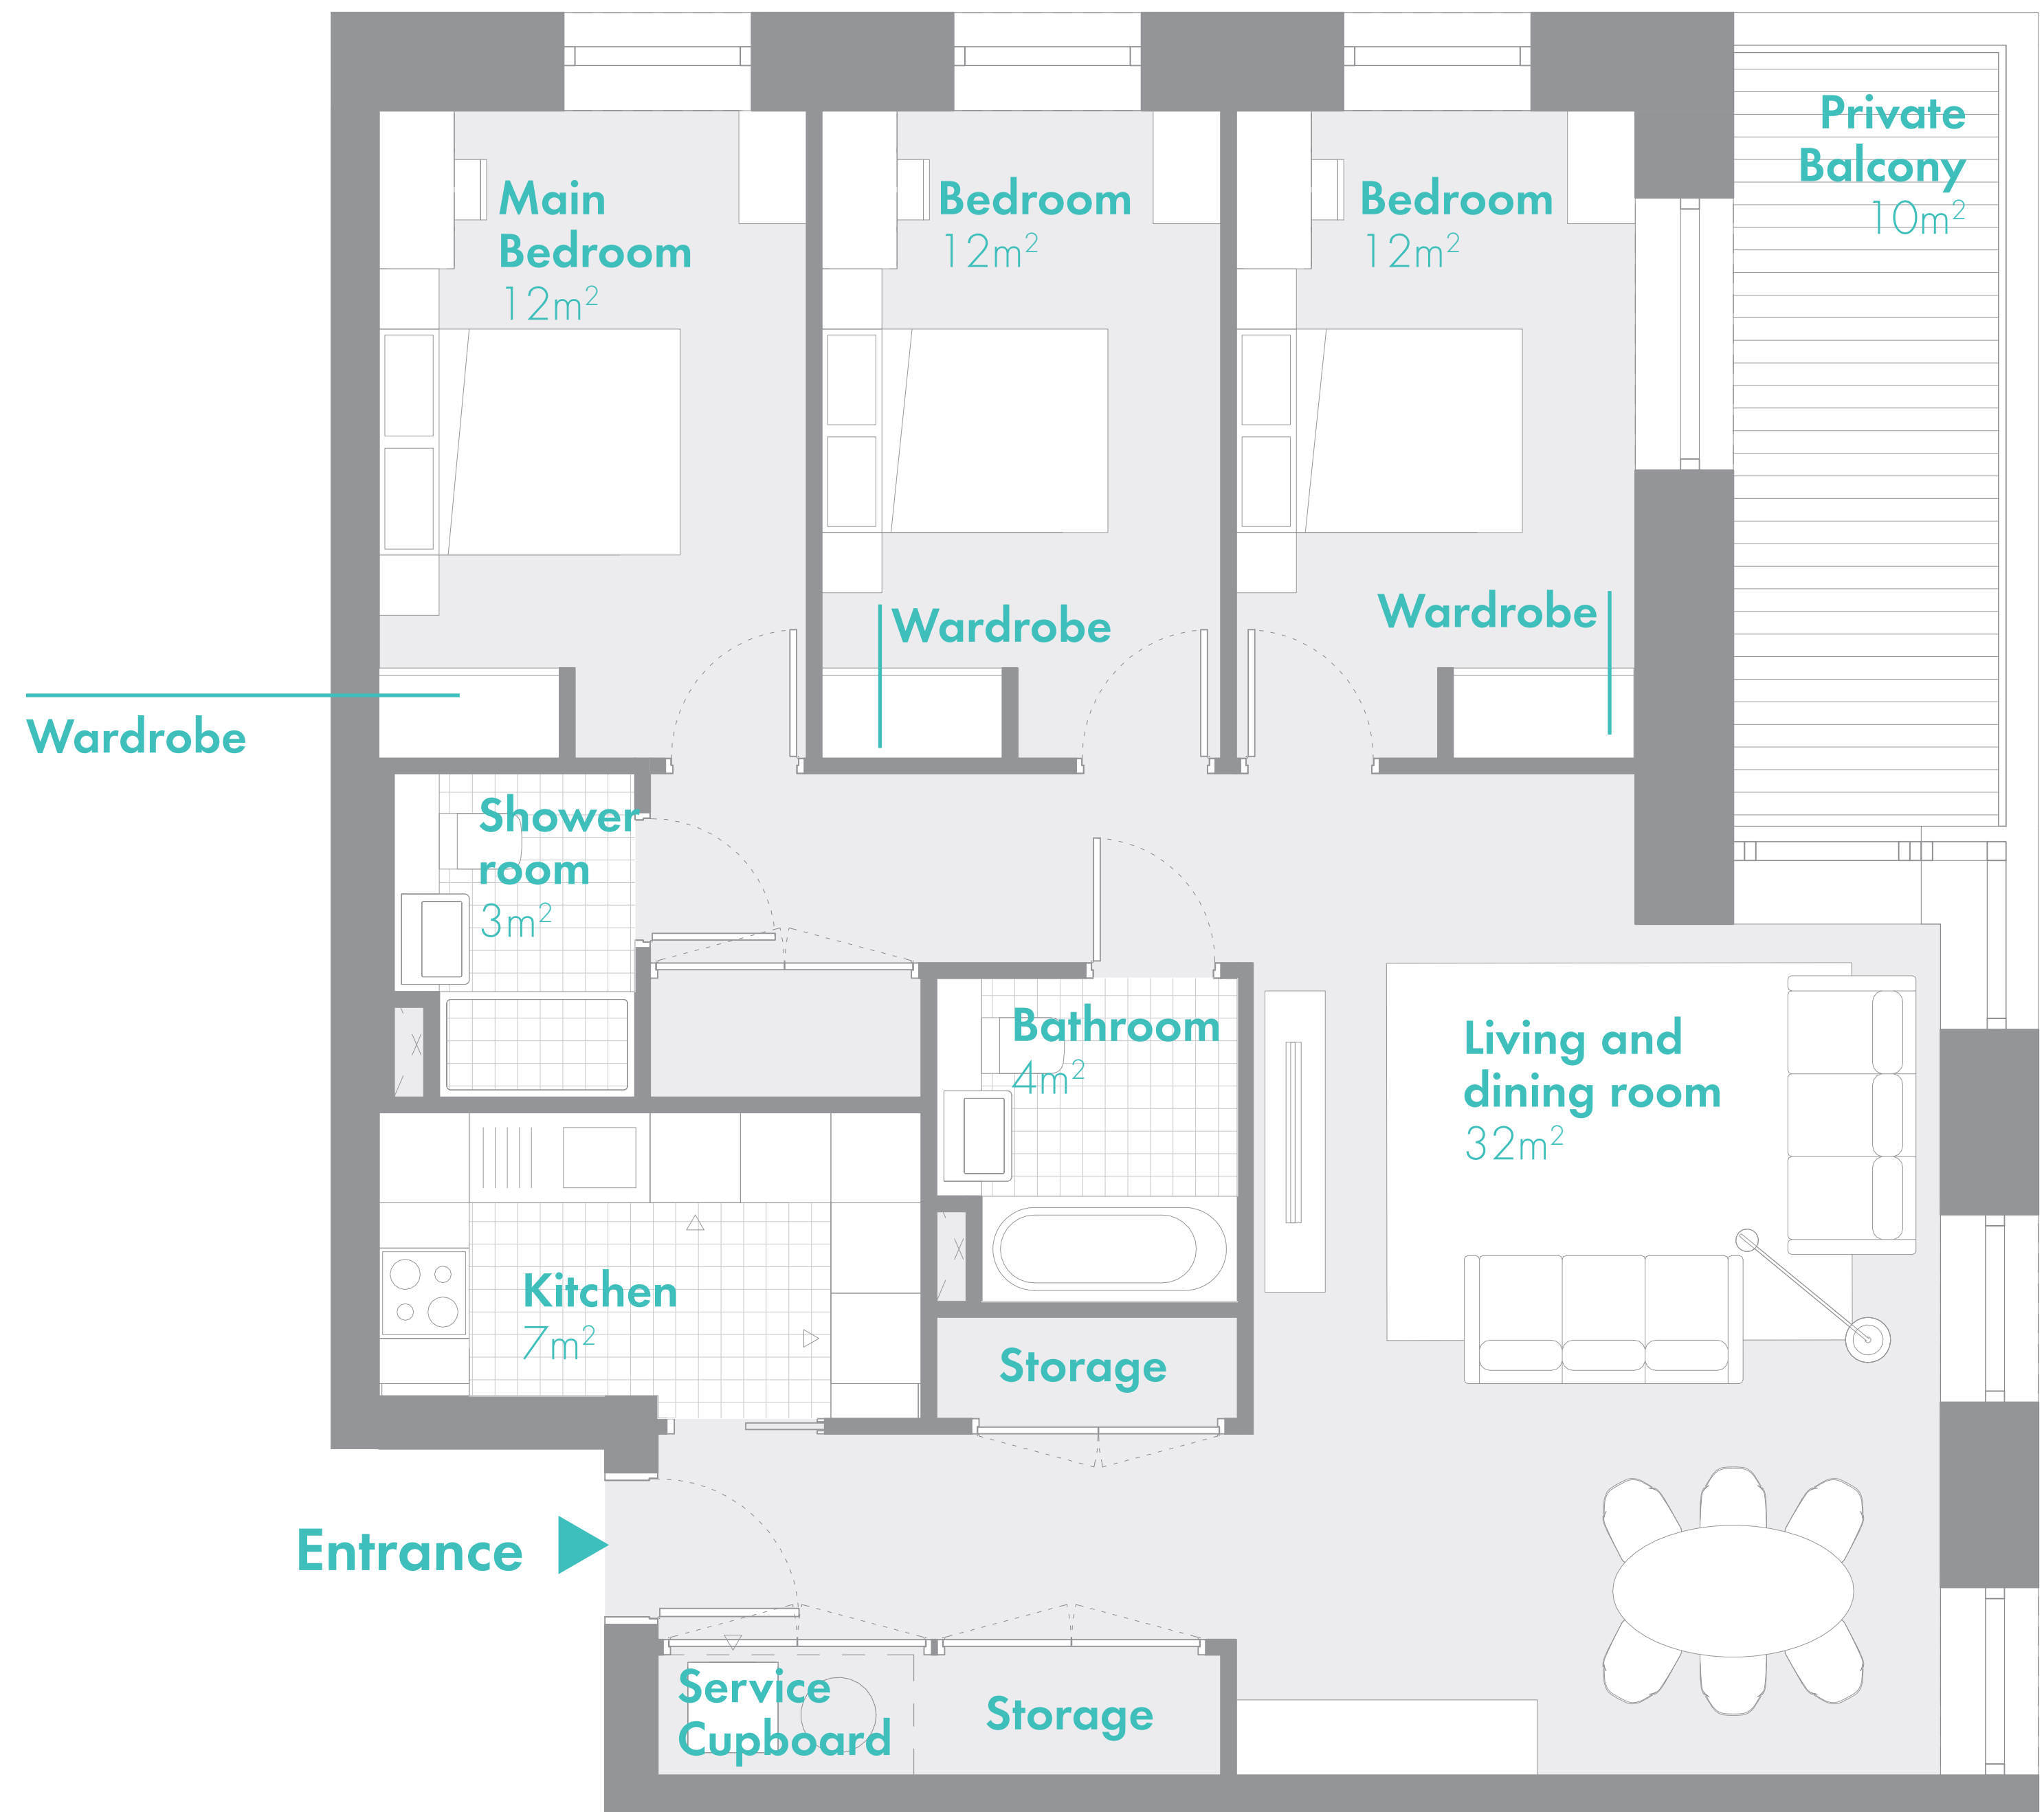 Private
Balcony
10m²
Main
Bedroom
12m²
Bedroom
12m²
Bedroom
12m²
Wardrobe
Wardrobe
Wardrobe
Shower
room
3m²
Bathroom
4m²
Living and
dining room
32m²
Kitchen
7m²
Storage
Entrance
Service
Cupboard
Storage